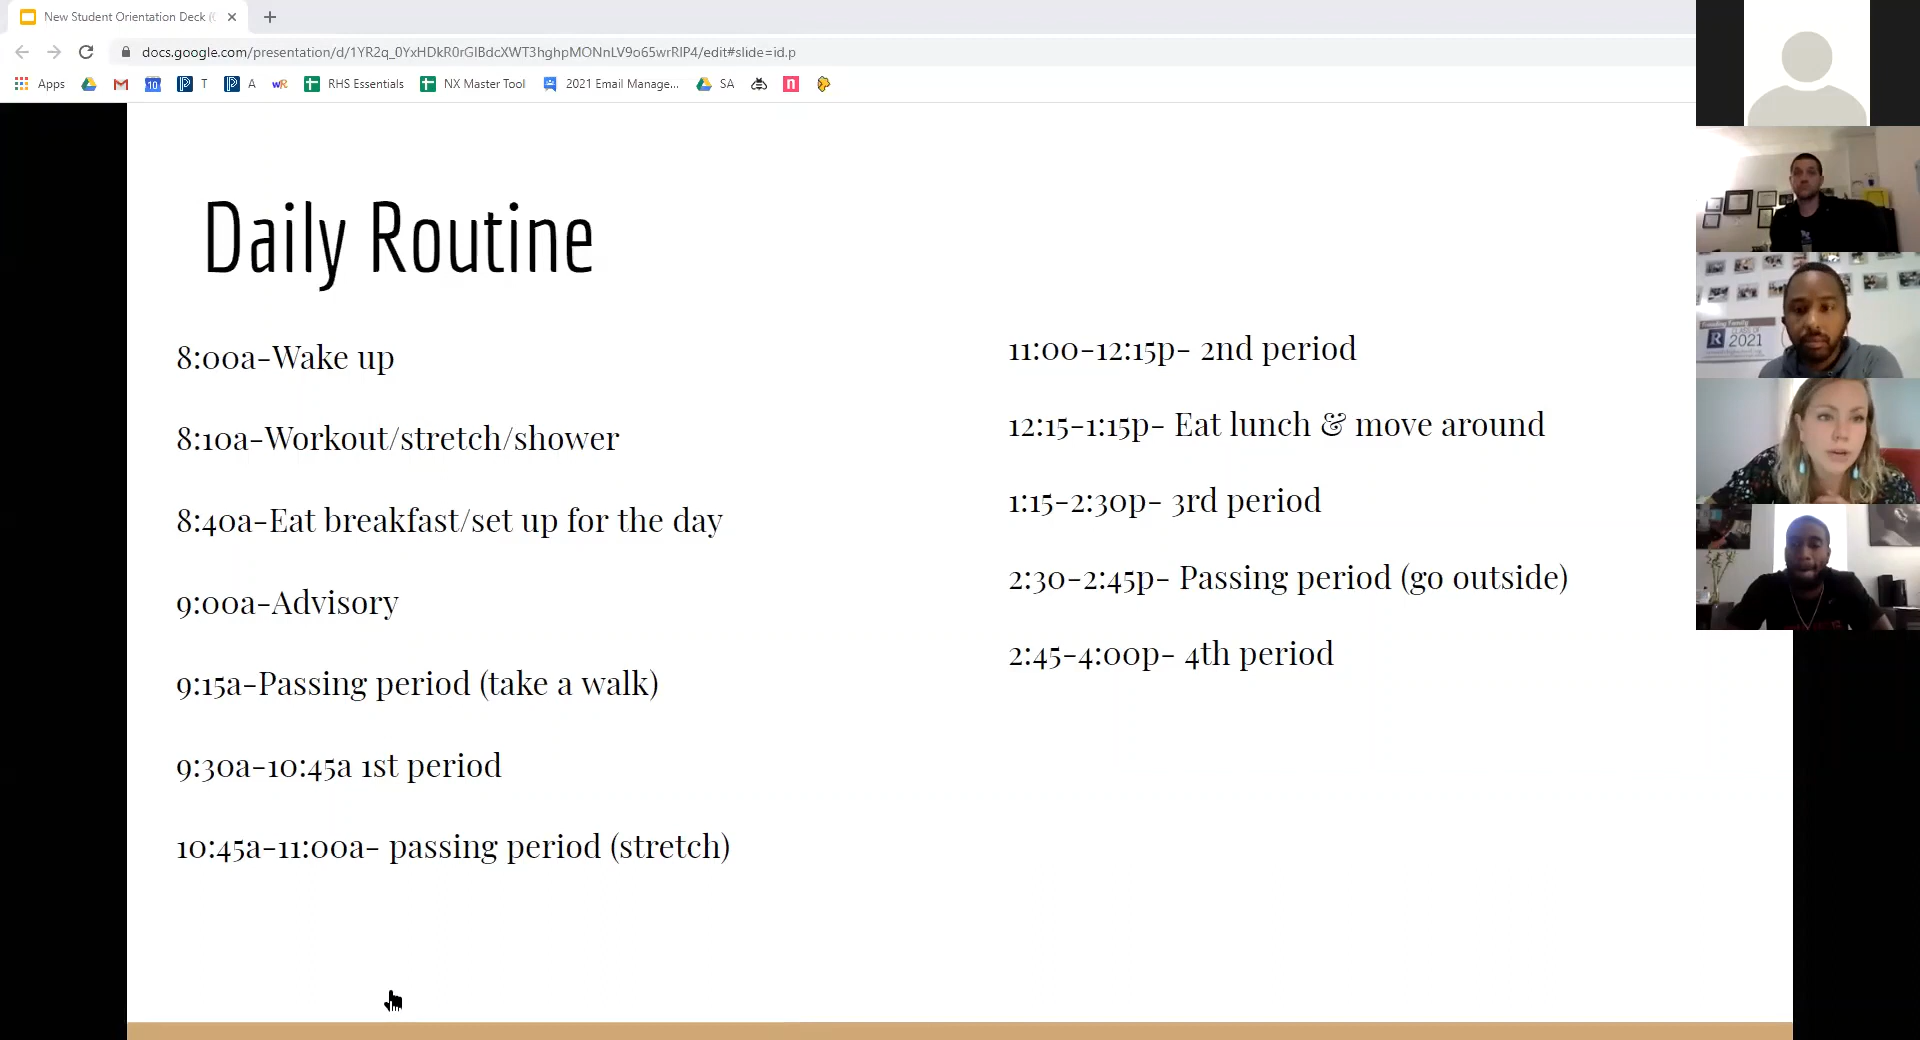 New Student Orientation Deck (
docs.google.com/presentation/d/1YR2q_0YxHDkR0rGIBdcXWT3hghpMONnLV9o65wrRIP4/edit#slide=id.p
Apps
10
T
A
wR
RHS Essentials
NX Master Tool
2021 Email Manage...
SA
n
Daily Routine
8:00a-Wake up
8:10a-Workout/stretch/shower
8:40a-Eat breakfast/set up for the day
9:00a-Advisory
9:15a-Passing period (take a walk)
9:30a-10:45a 1st period
10:45a-11:00a- passing period (stretch)
11:00-12:15p- 2nd period
12:15-1:15p- Eat lunch & move around
1:15-2:30p- 3rd period
2:30-2:45p- Passing period (go outside)
2:45-4:00p- 4th period
Family
R
CLASS OF
2021